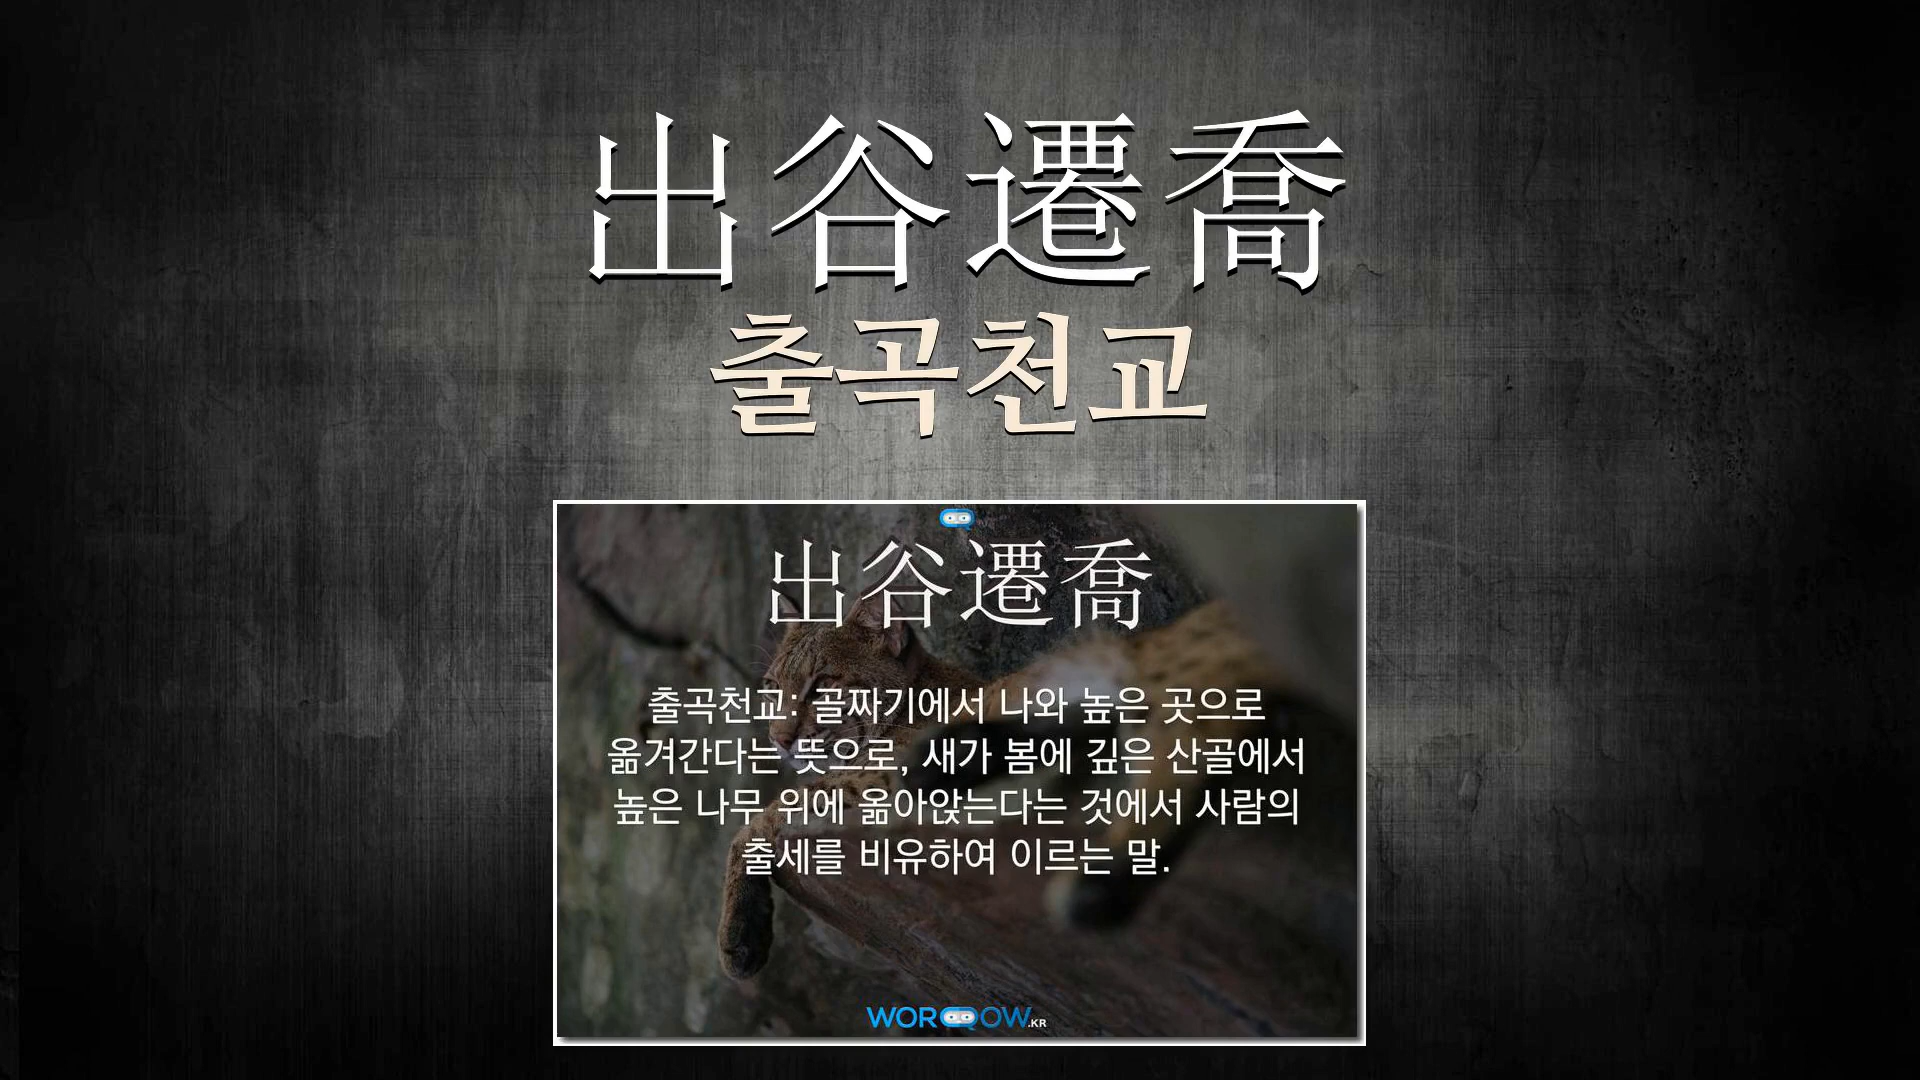 出谷遷喬
출곡천교
出谷遷喬
출곡천교: 골짜기에서 나와 높은 곳으로
옮겨간다는 뜻으로, 새가 봄에 깊은 산골에서
높은 나무 위에 옮아앉는다는 것에서 사람의
출세를 비유하여 이르는 말.
WORQOW.KR